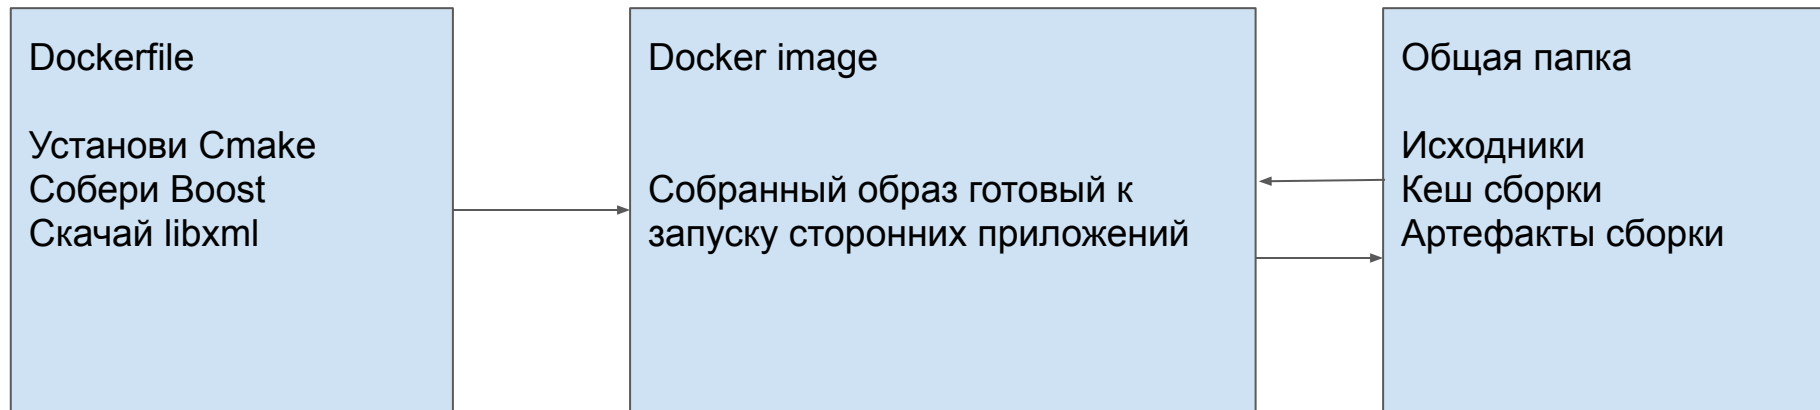 Dockerfile
Установи Cmake
Собери Boost
Скачай libxml
Docker image
Собранный образ готовый к
запуску сторонних приложений
Общая папка
Исходники
Кеш сборки
Артефакты сборки